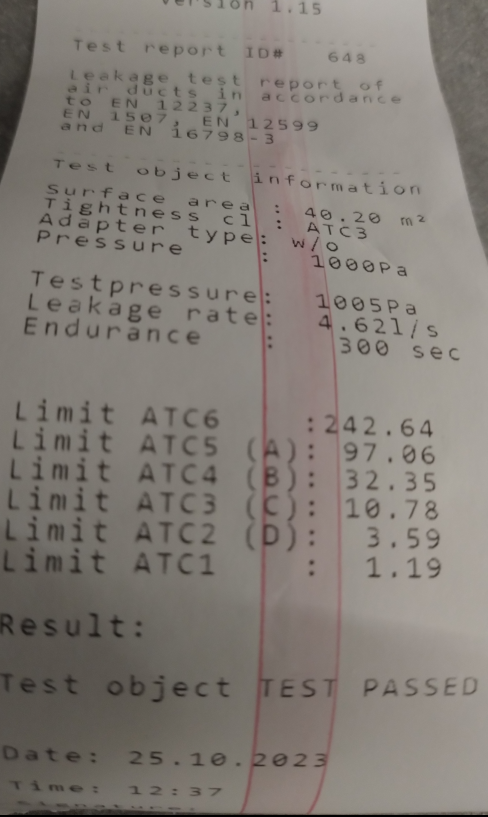 Version 1.15
Test report ID# 648
Leakage test report of
air ducts in accordance
to EN 12237,
EN 1507, EN 12599
and EN 16798-3
Test object information
Surface area : 40.20 m²
Tightness cl : ATC3
Adapter type: w/o
Pressure : 1000Pa
Testpressure: 1005Pa
Leakage rate: 4.62l/s
Endurance : 300 sec
Limit ATC6 :242.64
Limit ATC5 (A): 97.06
Limit ATC4 (B): 32.35
Limit ATC3 (C): 10.78
Limit ATC2 (D): 3.59
Limit ATC1 : 1.19
Result:
Test object TEST PASSED
Date: 25.10.2023
Time: 12:37